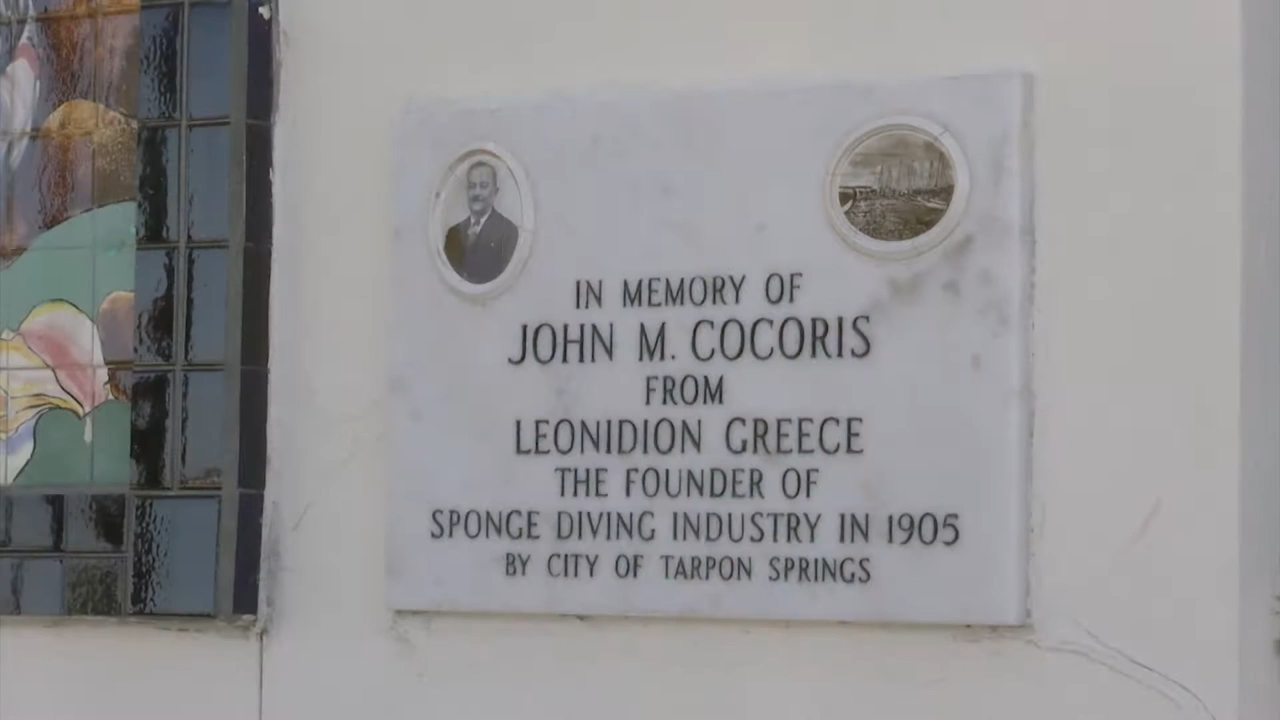 IN MEMORY OF
JOHN M. COCORIS
FROM
LEONIDION GREECE
THE FOUNDER OF
SPONGE DIVING INDUSTRY IN 1905
BY CITY OF TARPON SPRINGS